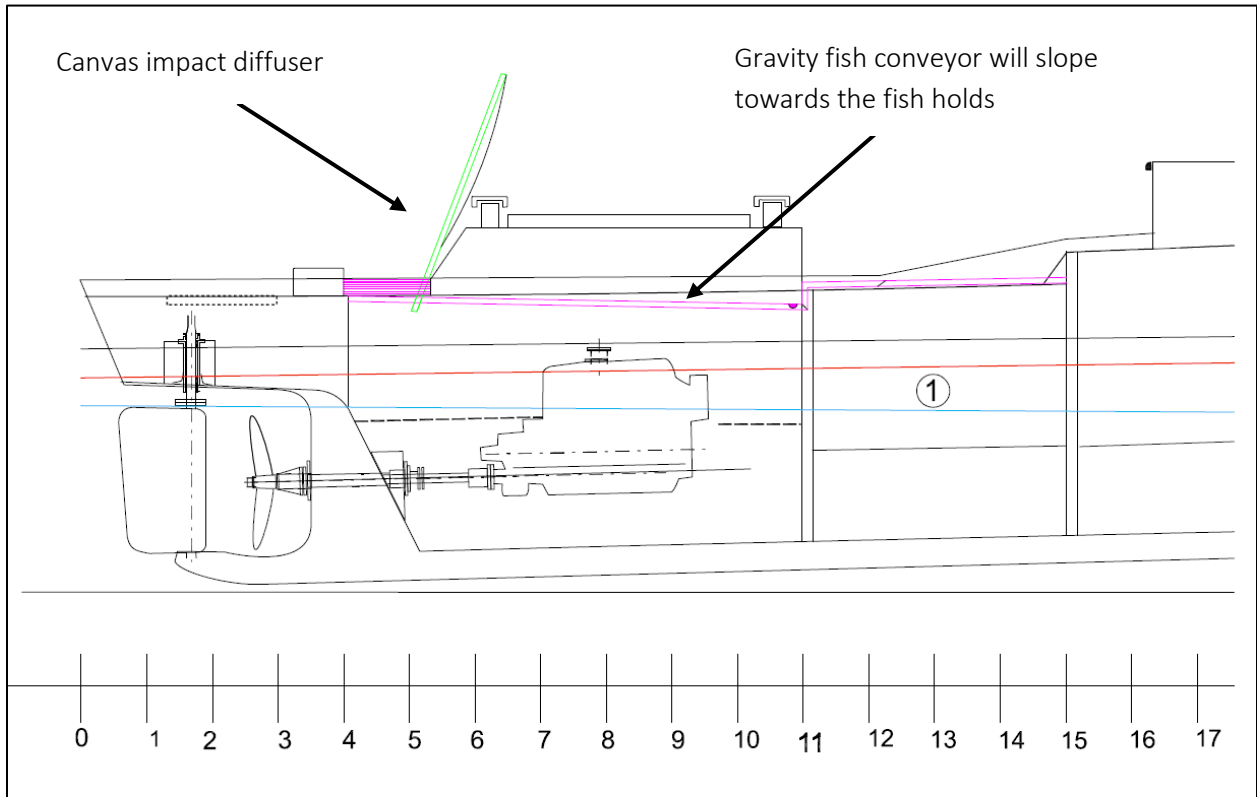 Canvas impact diffuser
Gravity fish conveyor will slope
towards the fish holds
1
0 1 2 3 4 5 6 7 8 9 10 11 12 13 14 15 16 17